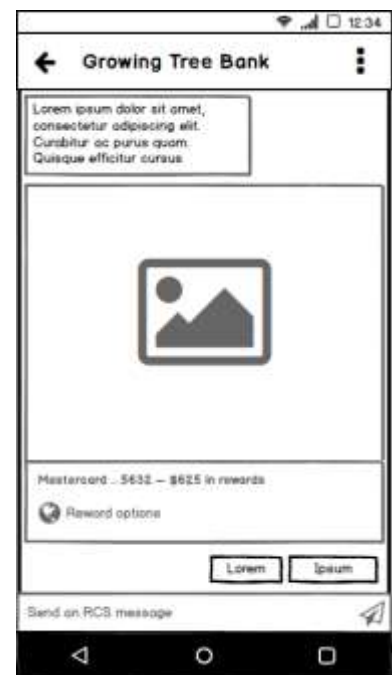 12:34
Growing Tree Bank
Lorem ipsum dolor sit amet,
consectetur adipiscing elit.
Curabitur ac purus quam.
Quisque efficitur cursus
Mastercard .. 5632 – $625 in rewards
Reward options
Lorem
Ipsum
Send an RCS message